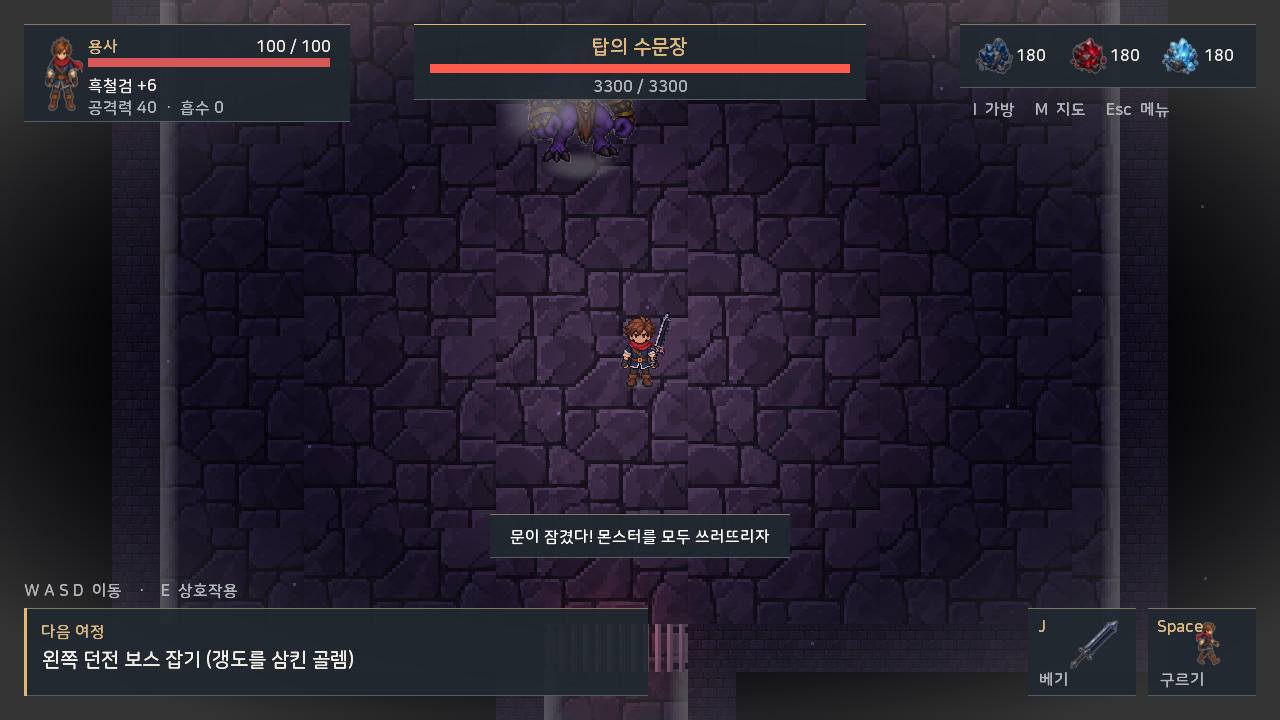 용사 100 / 100
흑철검 +6
공격력 40 · 흡수 0
탑의 수문장
3300 / 3300
180 180 180
I 가방 M 지도 Esc 메뉴
문이 잠겼다! 몬스터를 모두 쓰러뜨리자
W A S D 이동 · E 상호작용
다음 여정
왼쪽 던전 보스 잡기 (갱도를 삼킨 골렘)
J
베기
Space
구르기